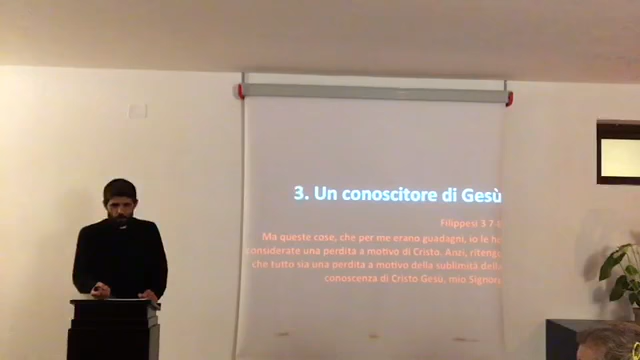 3. Un conoscitore di Gesù
Filippesi 3:7-
Ma queste cose, che per me erano guadagni, io le ho
considerate una perdita a motivo di Cristo. Anzi, ritengo
che tutto sia una perdita a motivo della sublimità della
conoscenza di Cristo Gesù, mio Signore